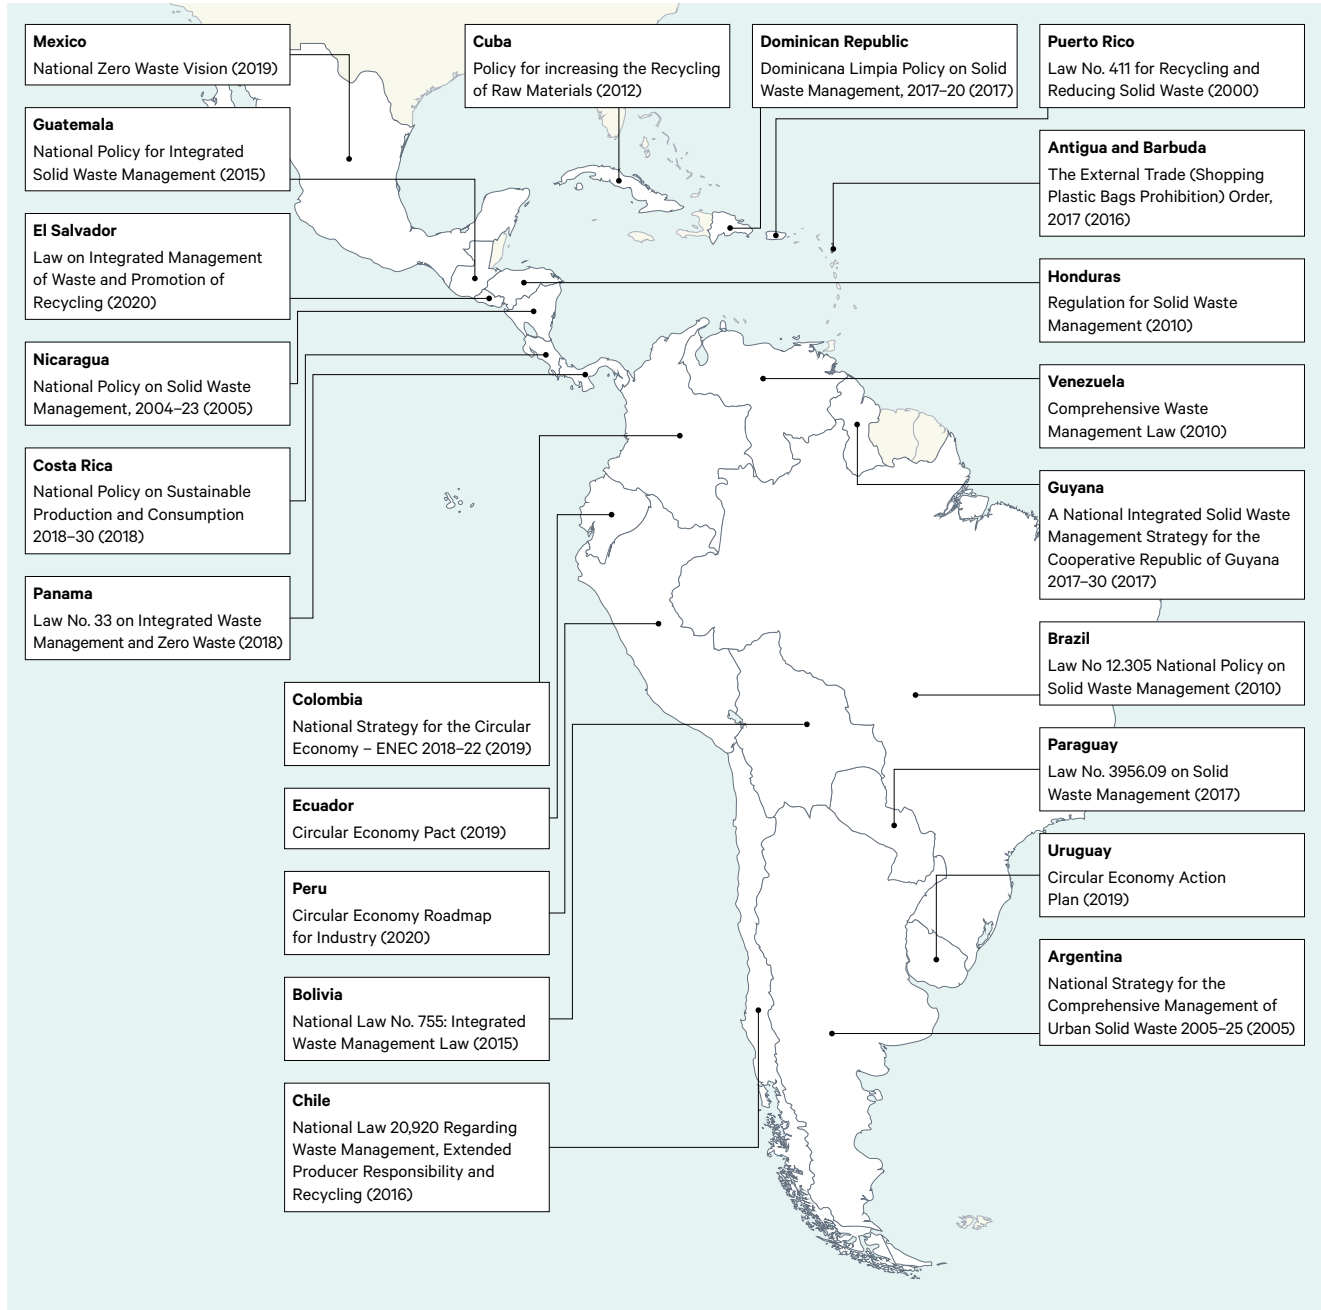 Mexico
National Zero Waste Vision (2019)
Guatemala
National Policy for Integrated
Solid Waste Management (2015)
El Salvador
Law on Integrated Management
of Waste and Promotion of
Recycling (2020)
Nicaragua
National Policy on Solid Waste
Management, 2004–23 (2005)
Costa Rica
National Policy on Sustainable
Production and Consumption
2018–30 (2018)
Panama
Law No. 33 on Integrated Waste
Management and Zero Waste (2018)
Colombia
National Strategy for the Circular
Economy – ENEC 2018–22 (2019)
Ecuador
Circular Economy Pact (2019)
Peru
Circular Economy Roadmap
for Industry (2020)
Bolivia
National Law No. 755: Integrated
Waste Management Law (2015)
Chile
National Law 20,920 Regarding
Waste Management, Extended
Producer Responsibility and
Recycling (2016)
Cuba
Policy for increasing the Recycling
of Raw Materials (2012)
Dominican Republic
Dominicana Limpia Policy on Solid
Waste Management, 2017–20 (2017)
Puerto Rico
Law No. 411 for Recycling and
Reducing Solid Waste (2000)
Antigua and Barbuda
The External Trade (Shopping
Plastic Bags Prohibition) Order,
2017 (2016)
Honduras
Regulation for Solid Waste
Management (2010)
Venezuela
Comprehensive Waste
Management Law (2010)
Guyana
A National Integrated Solid Waste
Management Strategy for the
Cooperative Republic of Guyana
2017–30 (2017)
Brazil
Law No 12.305 National Policy on
Solid Waste Management (2010)
Paraguay
Law No. 3956.09 on Solid
Waste Management (2017)
Uruguay
Circular Economy Action
Plan (2019)
Argentina
National Strategy for the
Comprehensive Management of
Urban Solid Waste 2005–25 (2005)